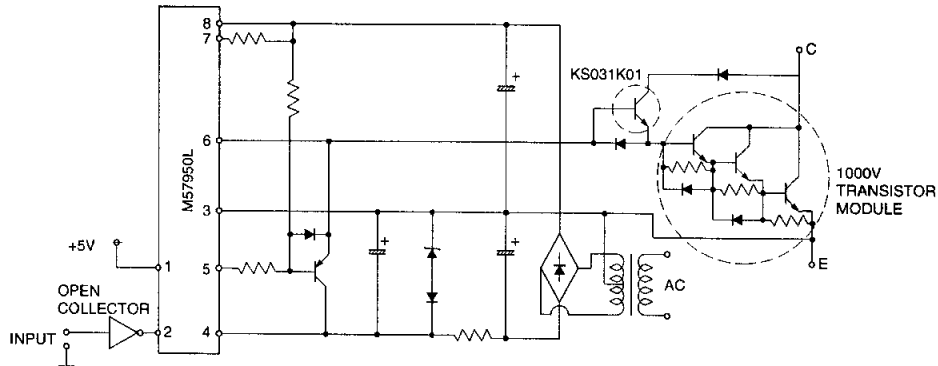 8
7
KS031K01
C
6
M57950L
1000V
TRANSISTOR
MODULE
3
+5V
1
5
E
OPEN
COLLECTOR
AC
INPUT
2
4
+
+
+